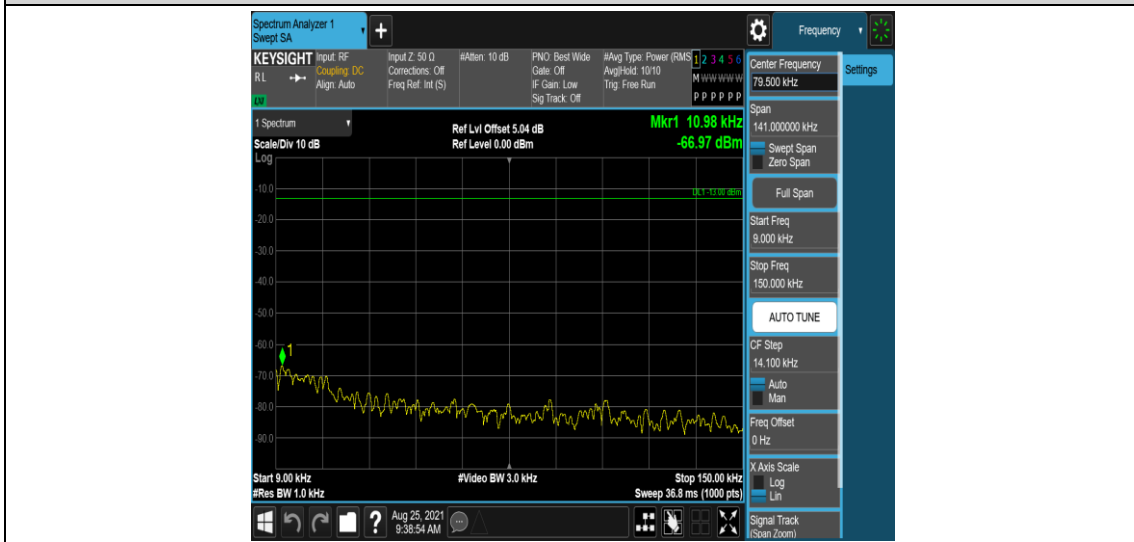 Spectrum Analyzer 1
Swept SA
Frequency
KEYSIGHT
RL
LXI
Input: RF
Coupling: DC
Align: Auto
Input Z: 50 Ω
Corrections: Off
Freq Ref: Int (S)
#Atten: 10 dB
PNO: Best Wide
Gate: Off
IF Gain: Low
Sig Track: Off
#Avg Type: Power (RMS
Avg|Hold: 10/10
Trig: Free Run
1 2 3 4 5 6
M W W W W W
P P P P P P
1 Spectrum
Scale/Div 10 dB
Log
Ref Lvl Offset 5.04 dB
Ref Level 0.00 dBm
Mkr1 10.98 kHz
-66.97 dBm
DL1 -13.00 dBm
-10.0
-20.0
-30.0
-40.0
-50.0
-60.0
1
-70.0
-80.0
-90.0
Start 9.00 kHz
#Video BW 3.0 kHz
Stop 150.00 kHz
#Res BW 1.0 kHz
Sweep 36.8 ms (1000 pts)
?
Aug 25, 2021
9:38:54 AM
Center Frequency
79.500 kHz
Settings
Span
141.000000 kHz
Swept Span
Zero Span
Full Span
Start Freq
9.000 kHz
Stop Freq
150.000 kHz
AUTO TUNE
CF Step
14.100 kHz
Auto
Man
Freq Offset
0 Hz
X Axis Scale
Log
Lin
Signal Track
(Span Zoom)